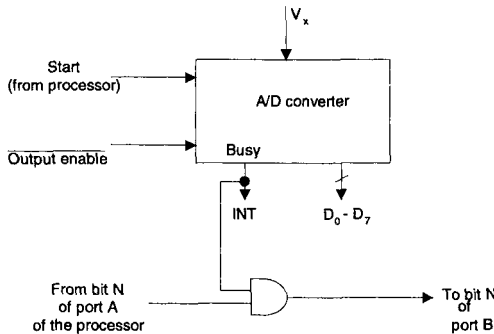 Vx
Start
(from processor)
A/D converter
Output enable
Busy
INT
D0 - D7
From bit N
of port A
of the processor
To bit N
of
port B